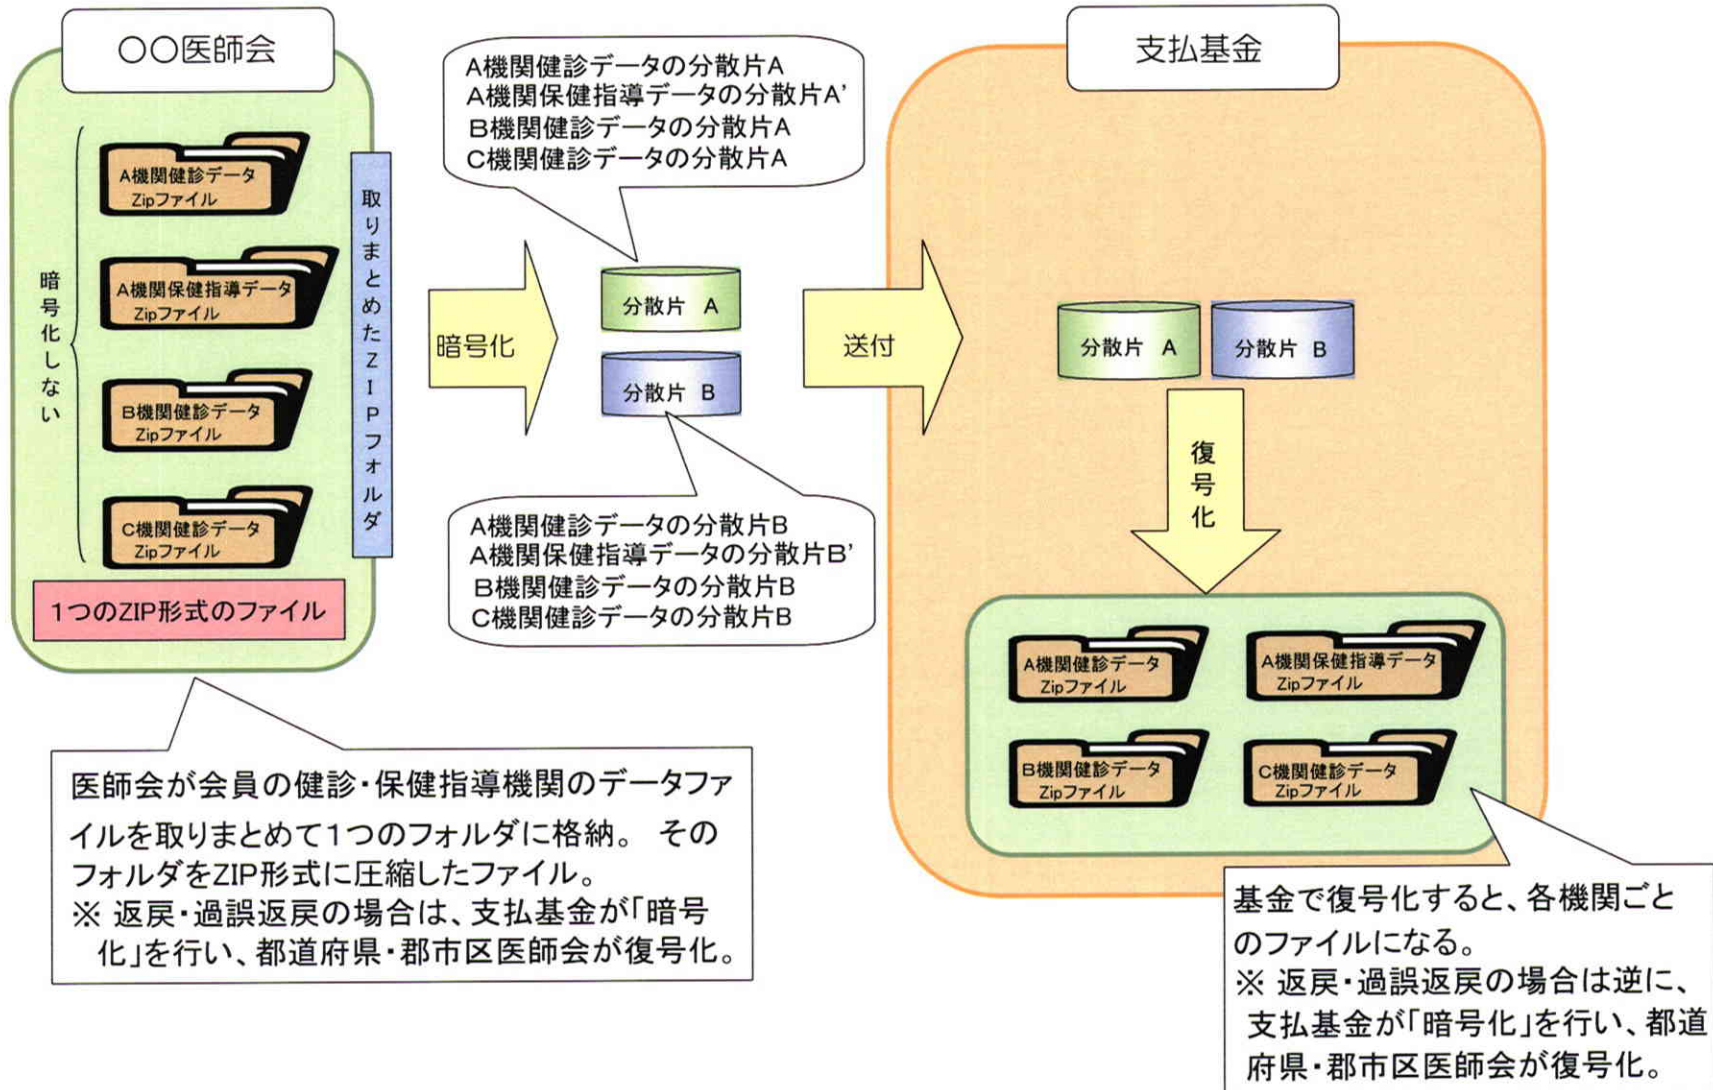 〇〇医師会
A機関健診データ
Zipファイル
A機関保健指導データ
Zipファイル
B機関健診データ
Zipファイル
C機関健診データ
Zipファイル
暗号化しない
取りまとめたZIPフォルダ
1つのZIP形式のファイル
医師会が会員の健診・保健指導機関のデータファ
イルを取りまとめて1つのフォルダに格納。 その
フォルダをZIP形式に圧縮したファイル。
※ 返戻・過誤返戻の場合は、支払基金が「暗号
化」を行い、都道府県・郡市区医師会が復号化。
暗号化
A機関健診データの分散片A
A機関保健指導データの分散片A'
B機関健診データの分散片A
C機関健診データの分散片A
分散片 A
分散片 B
A機関健診データの分散片B
A機関保健指導データの分散片B'
B機関健診データの分散片B
C機関健診データの分散片B
送付
支払基金
分散片 A
分散片 B
復号化
A機関健診データ
Zipファイル
A機関保健指導データ
Zipファイル
B機関健診データ
Zipファイル
C機関健診データ
Zipファイル
基金で復号化すると、各機関ごと
のファイルになる。
※ 返戻・過誤返戻の場合は逆に、
支払基金が「暗号化」を行い、都道
府県・郡市区医師会が復号化。